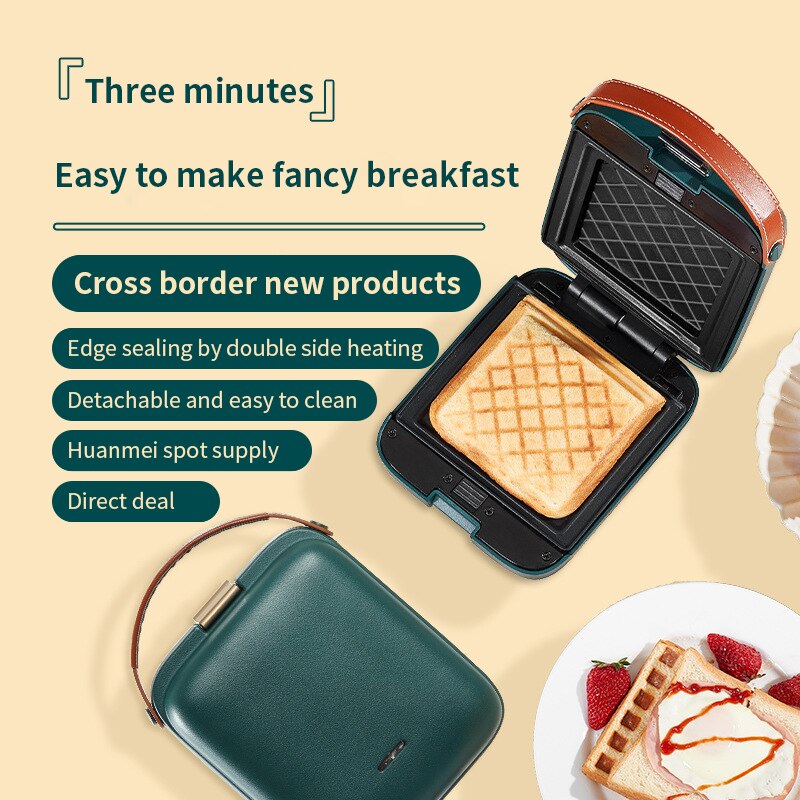 『Three minutes』
Easy to make fancy breakfast
Cross border new products
Edge sealing by double side heating
Detachable and easy to clean
Huanmei spot supply
Direct deal